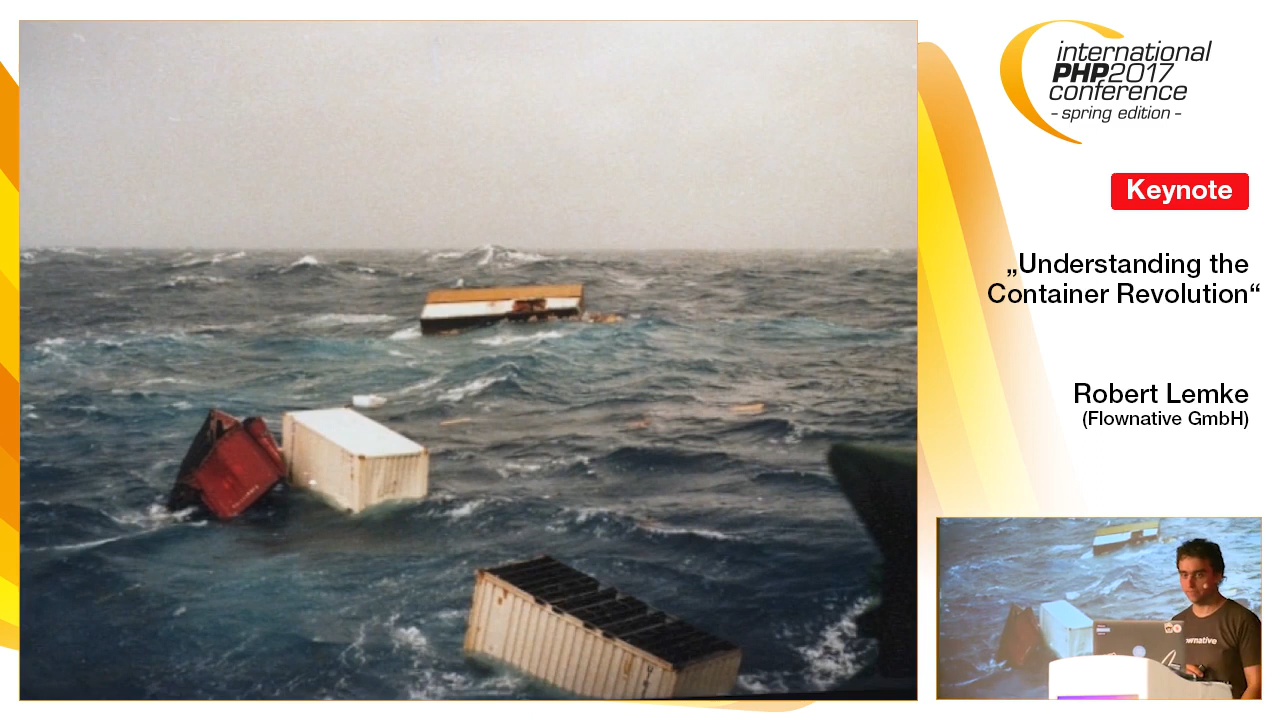 international
PHP2017
conference
- spring edition -
Keynote
„Understanding the
Container Revolution“
Robert Lemke
(Flownative GmbH)